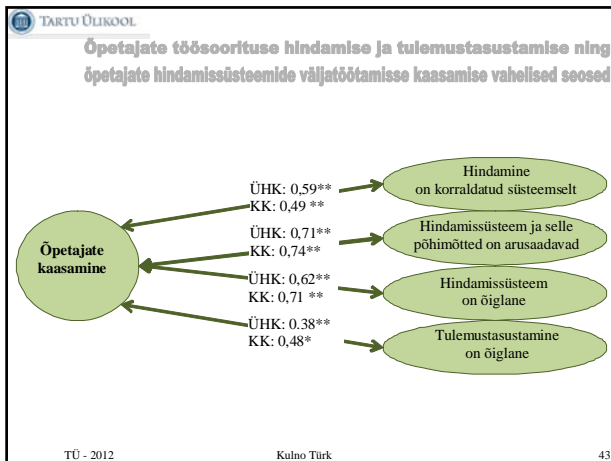 TARTU ÜLIKOOL
Õpetajate töösoorituse hindamise ja tulemustasustamise ning
õpetajate hindamissüsteemide väljatöötamisse kaasamise vahelised seosed
Õpetajate
kaasamine
ÜHK: 0,59**
KK: 0,49 **
ÜHK: 0,71**
KK: 0,74**
ÜHK: 0,62**
KK: 0,71 **
ÜHK: 0.38**
KK: 0,48*
Hindamine
on korraldatud süsteemselt
Hindamissüsteem ja selle
põhimõtted on arusaadavad
Hindamissüsteem
on õiglane
Tulemustasustamine
on õiglane
TÜ - 2012
Kulno Türk
43